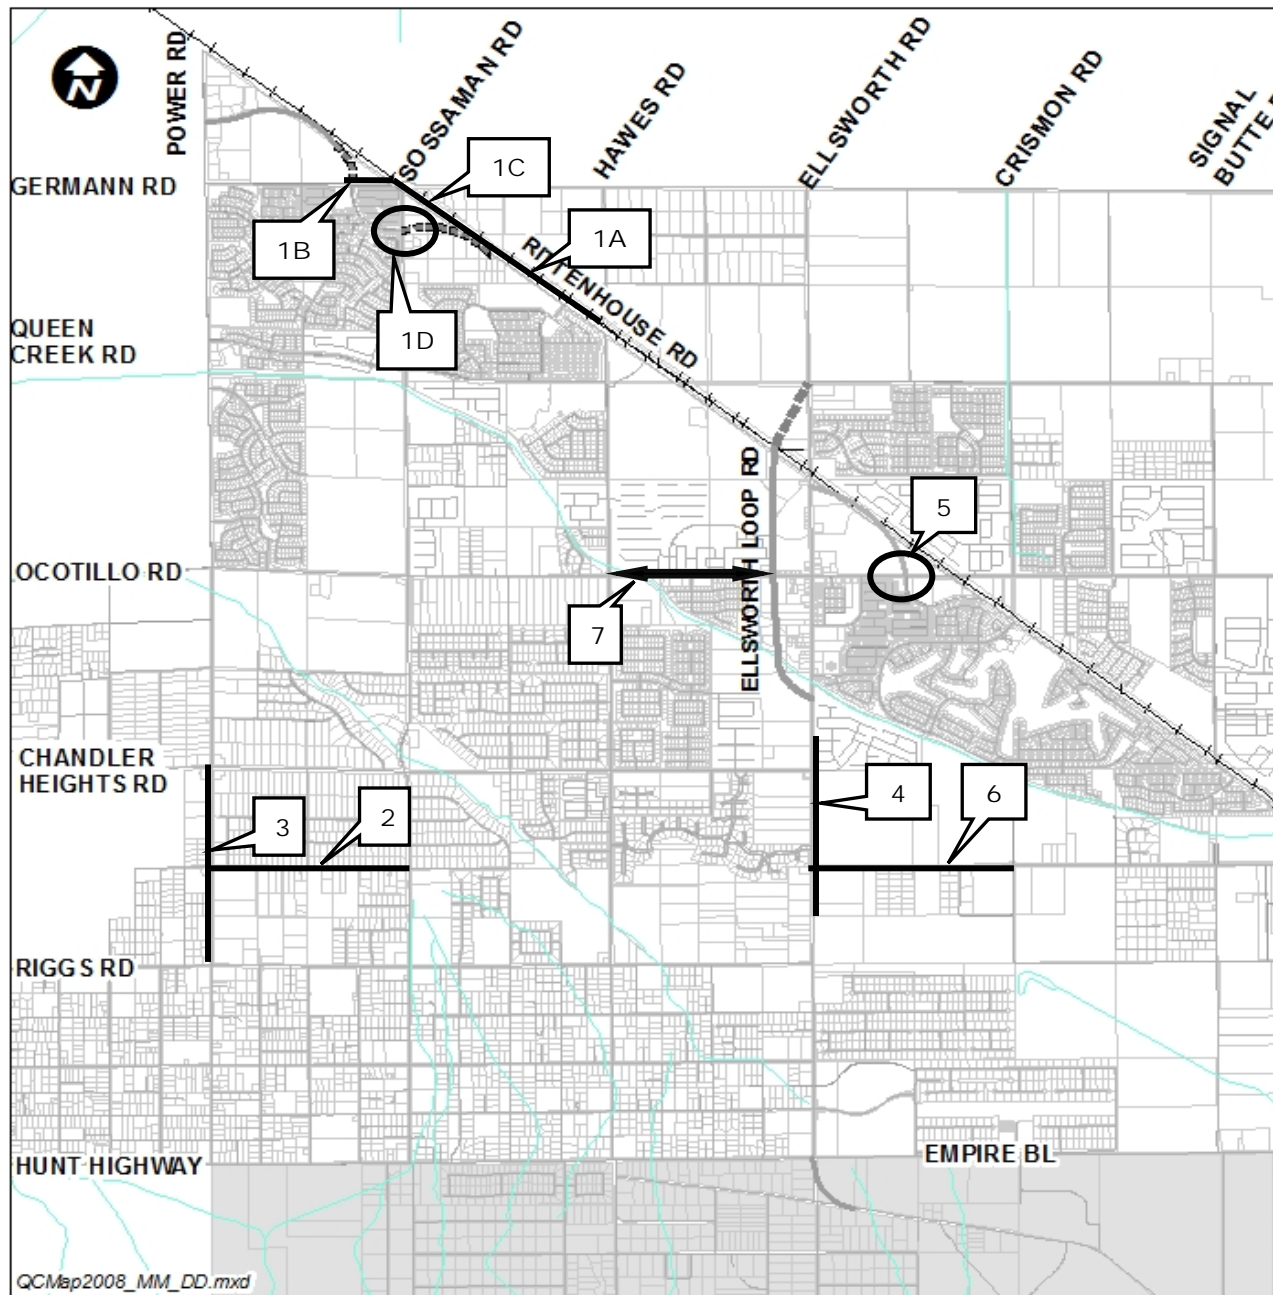 N
POWER RD
SOSSAMAN RD
HAWES RD
ELLSWORTH RD
CRISMON RD
SIGNAL
BUTTE
GERMANN RD
1C
1B
1A
RITTENHOUSE RD
1D
QUEEN
CREEK RD
ELLSWORTH LOOP RD
5
OCOTILLO RD
7
CHANDLER
HEIGHTS RD
4
6
3
2
RIGGS RD
HUNT HIGHWAY
EMPIRE BL
QCMap2008_MM_DD.mxd